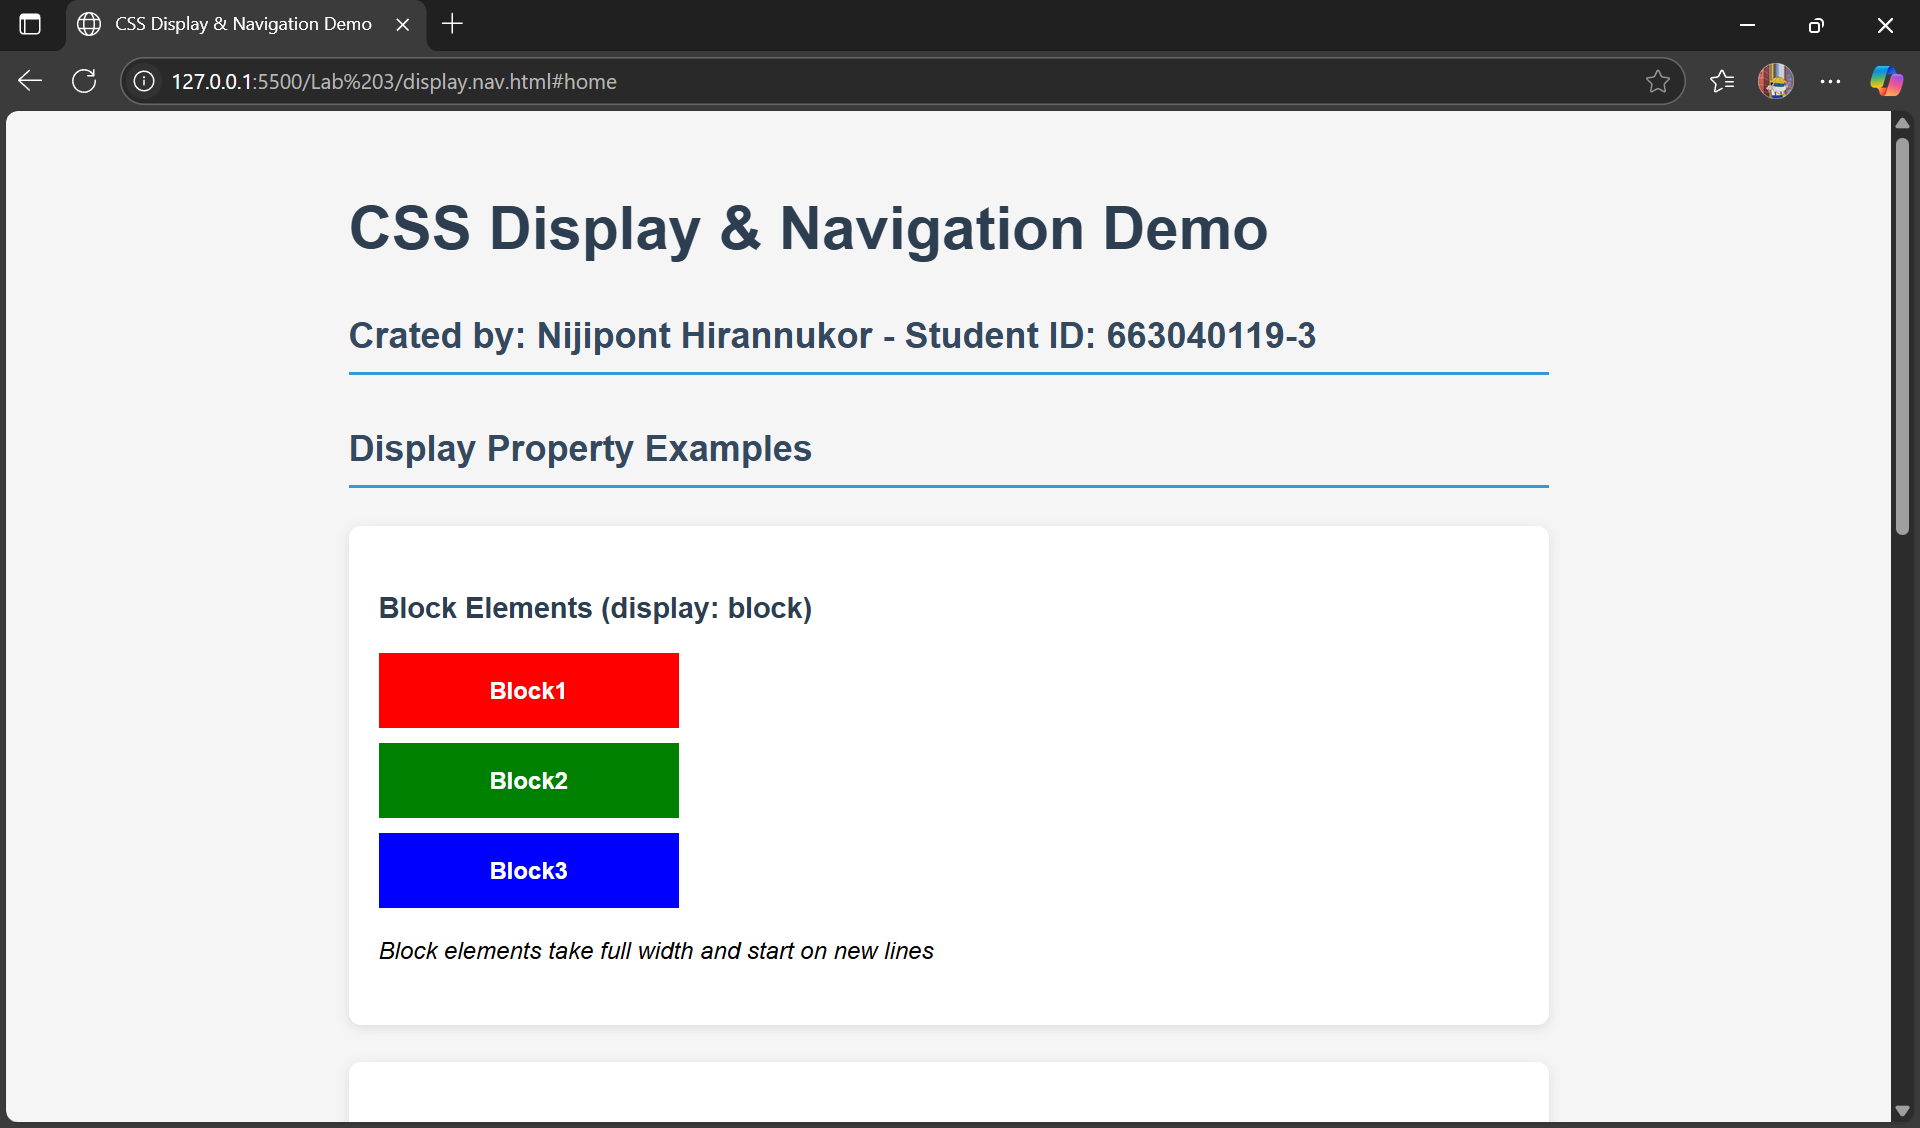 CSS Display & Navigation Demo
127.0.0.1:5500/Lab%203/display.nav.html#home
CSS Display & Navigation Demo
Crated by: Nijipont Hirannukor - Student ID: 663040119-3
Display Property Examples
Block Elements (display: block)
Block1
Block2
Block3
Block elements take full width and start on new lines